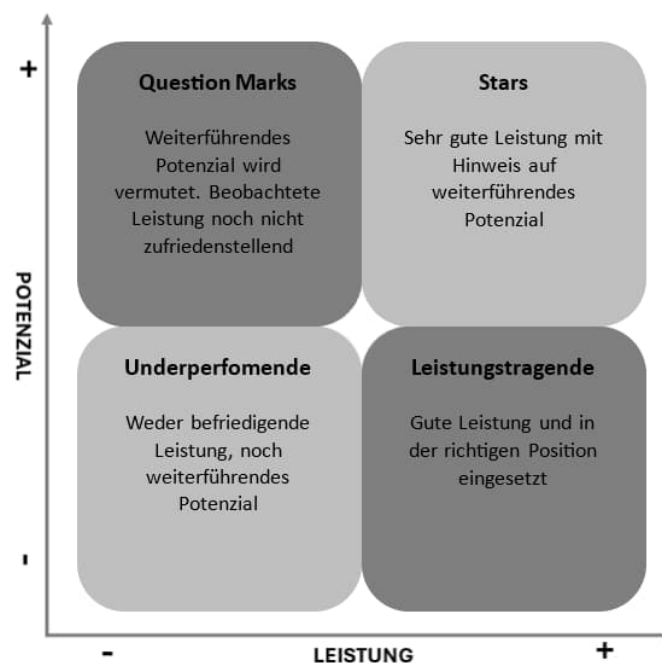 +
Question Marks
Weiterführendes
Potenzial wird
vermutet. Beobachtete
Leistung noch nicht
zufriedenstellend
Stars
Sehr gute Leistung mit
Hinweis auf
weiterführendes
Potenzial
POTENZIAL
Underperfomende
Weder befriedigende
Leistung, noch
weiterführendes
Potenzial
Leistungstragende
Gute Leistung und in
der richtigen Position
eingesetzt
-
-
LEISTUNG
+